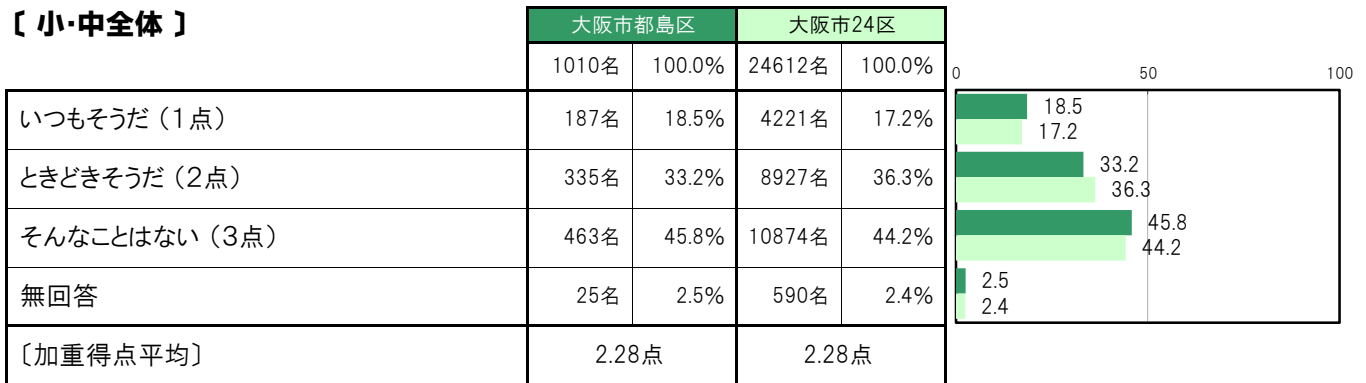 〔 小・中全体 〕
大阪市都島区 大阪市24区
1010名 100.0% 24612名 100.0%
0 50 100
いつもそうだ（１点） 187名 18.5% 4221名 17.2%
18.5
17.2
ときどきそうだ（２点） 335名 33.2% 8927名 36.3%
33.2
36.3
そんなことはない（３点） 463名 45.8% 10874名 44.2%
45.8
44.2
無回答 25名 2.5% 590名 2.4%
2.5
2.4
〔加重得点平均〕 2.28点 2.28点